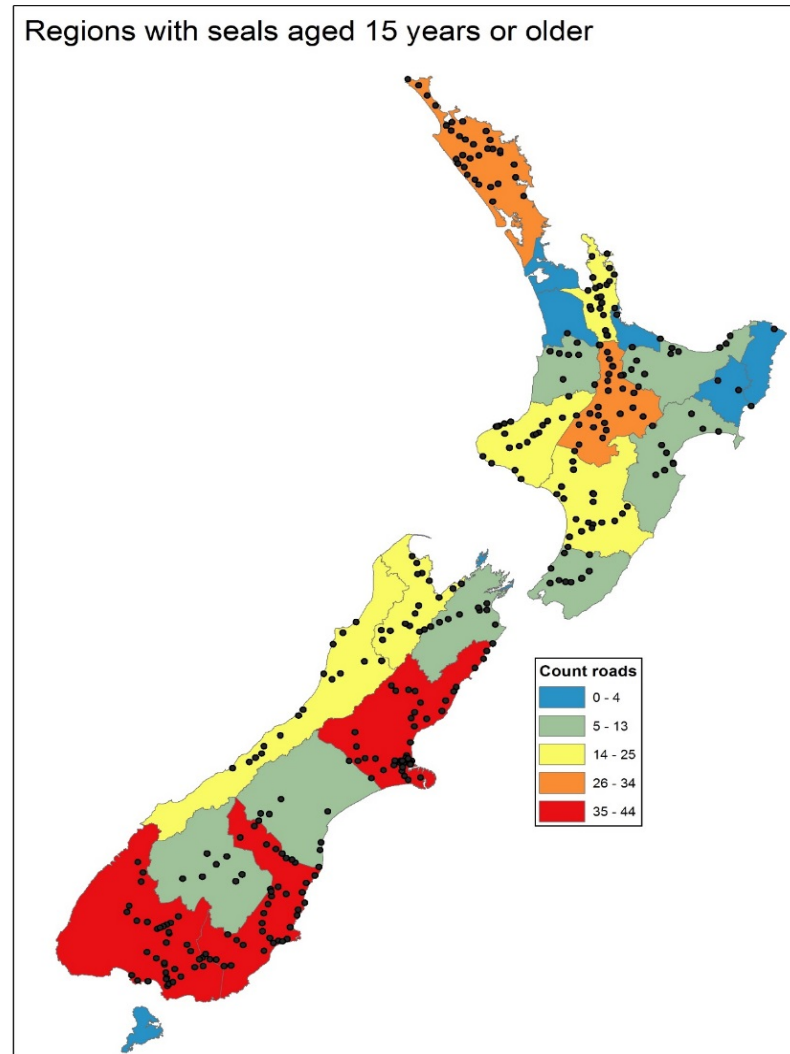 Regions with seals aged 15 years or older
Count roads
0 - 4
5 - 13
14 - 25
26 - 34
35 - 44